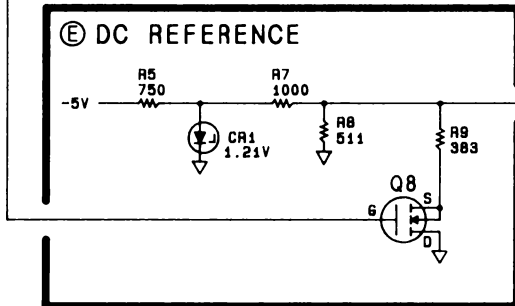 Ⓔ DC REFERENCE
R5
750
R7
1000
-5V
CR1
1.21V
R8
511
R9
383
Q8
S
G
D